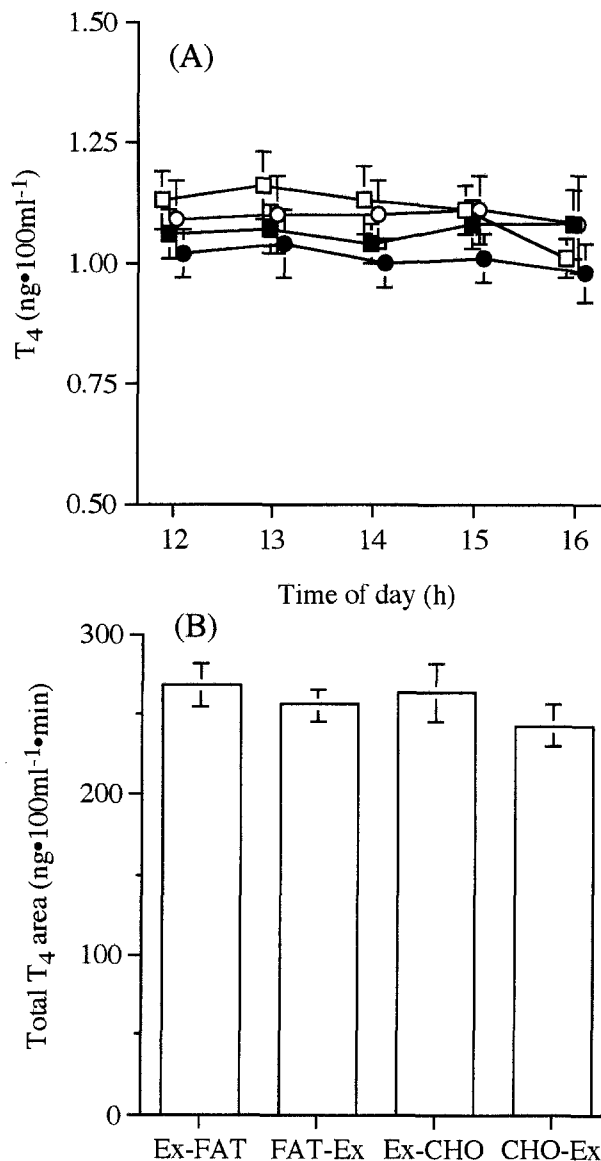 1.50
(A)
1.25
1.00
0.75
0.50
T₄ (ng•100ml⁻¹)
12 13 14 15 16
Time of day (h)
(B)
300
200
100
0
Total T₄ area (ng•100ml⁻¹•min)
Ex-FAT FAT-Ex Ex-CHO CHO-Ex